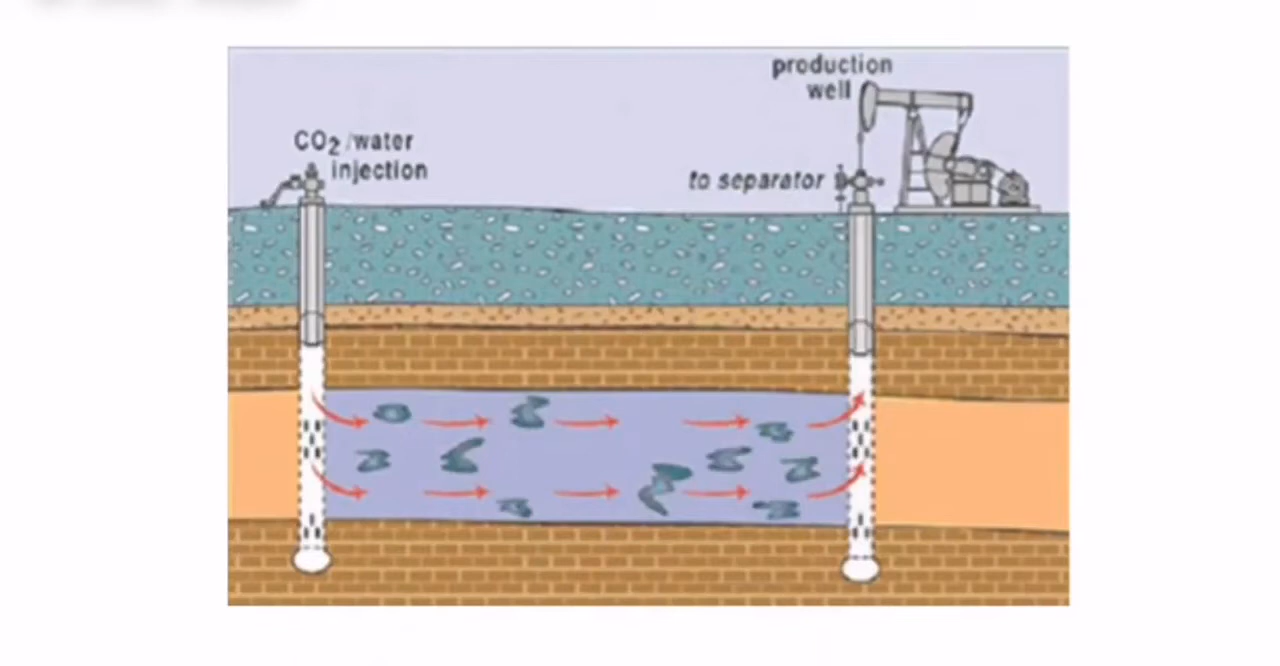 production
well
CO2/water
injection
to separator